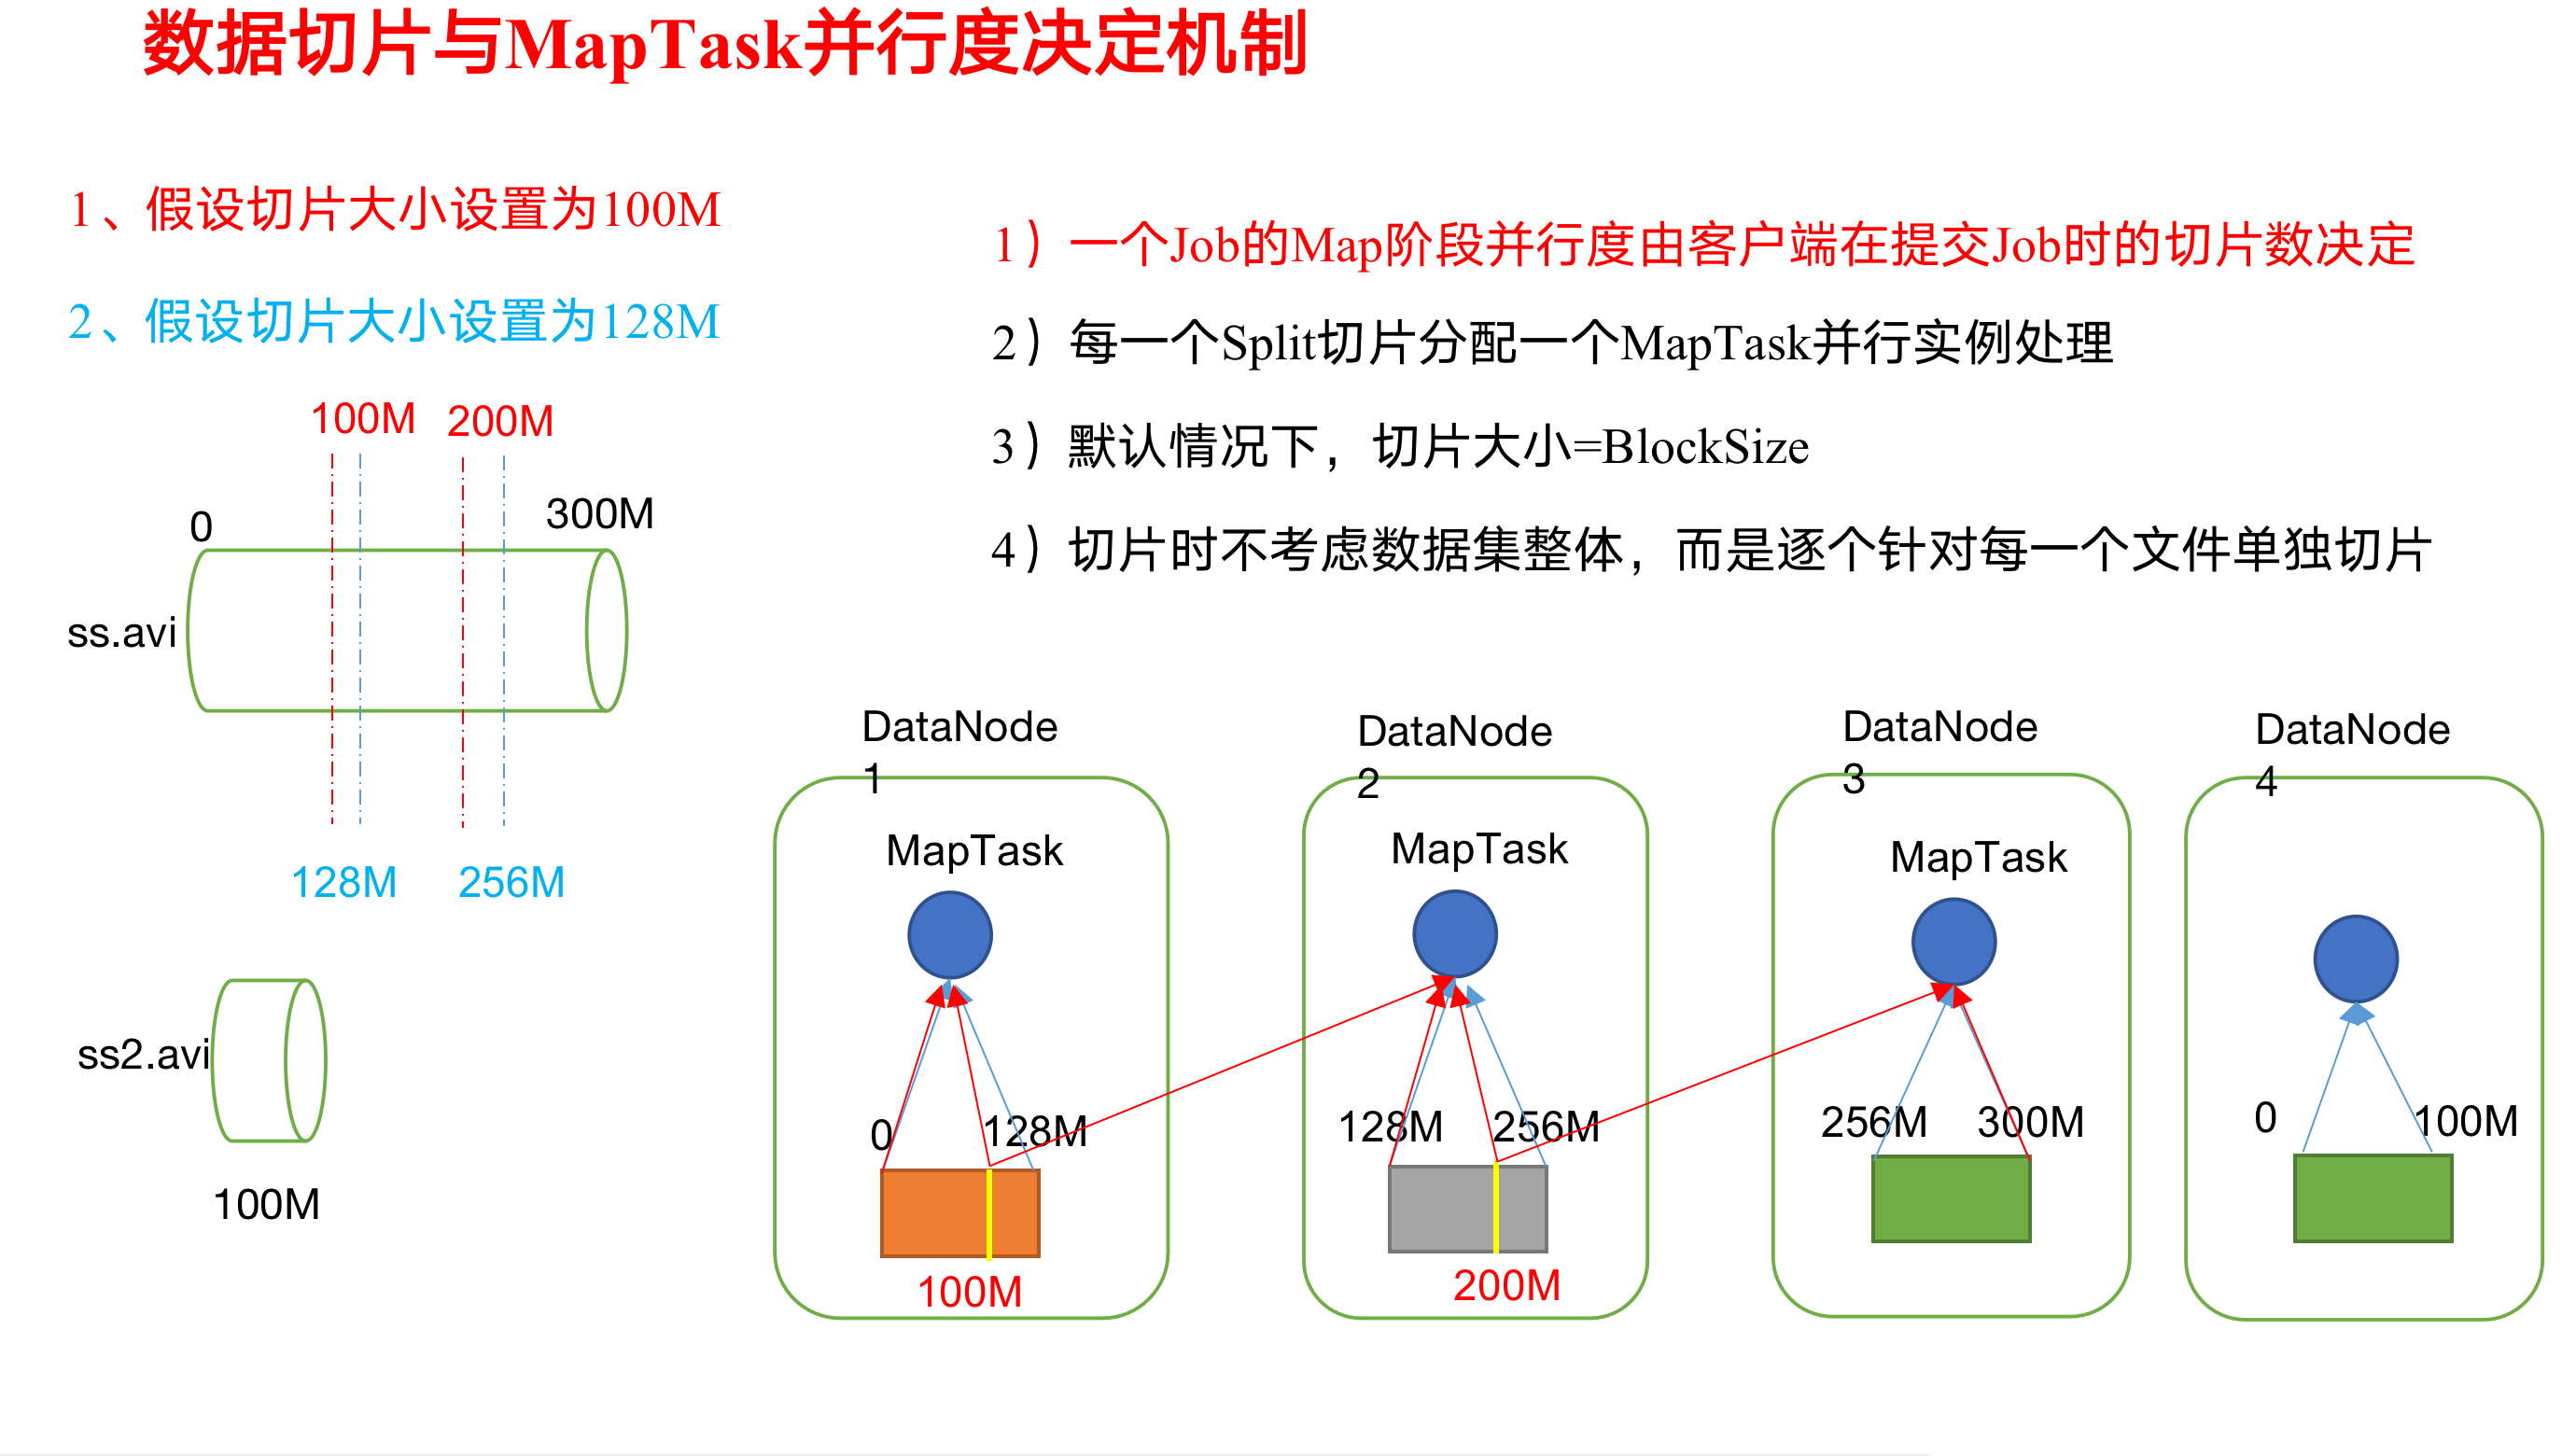 数据切片与MapTask并行度决定机制
1、假设切片大小设置为100M
2、假设切片大小设置为128M
1）一个Job的Map阶段并行度由客户端在提交Job时的切片数决定
2）每一个Split切片分配一个MapTask并行实例处理
3）默认情况下，切片大小=BlockSize
4）切片时不考虑数据集整体，而是逐个针对每一个文件单独切片
100M 200M
0 300M
ss.avi
128M 256M
ss2.avi
100M
DataNode
1
MapTask
0 128M
100M
DataNode
2
MapTask
128M 256M
200M
DataNode
3
MapTask
256M 300M
DataNode
4
0 100M